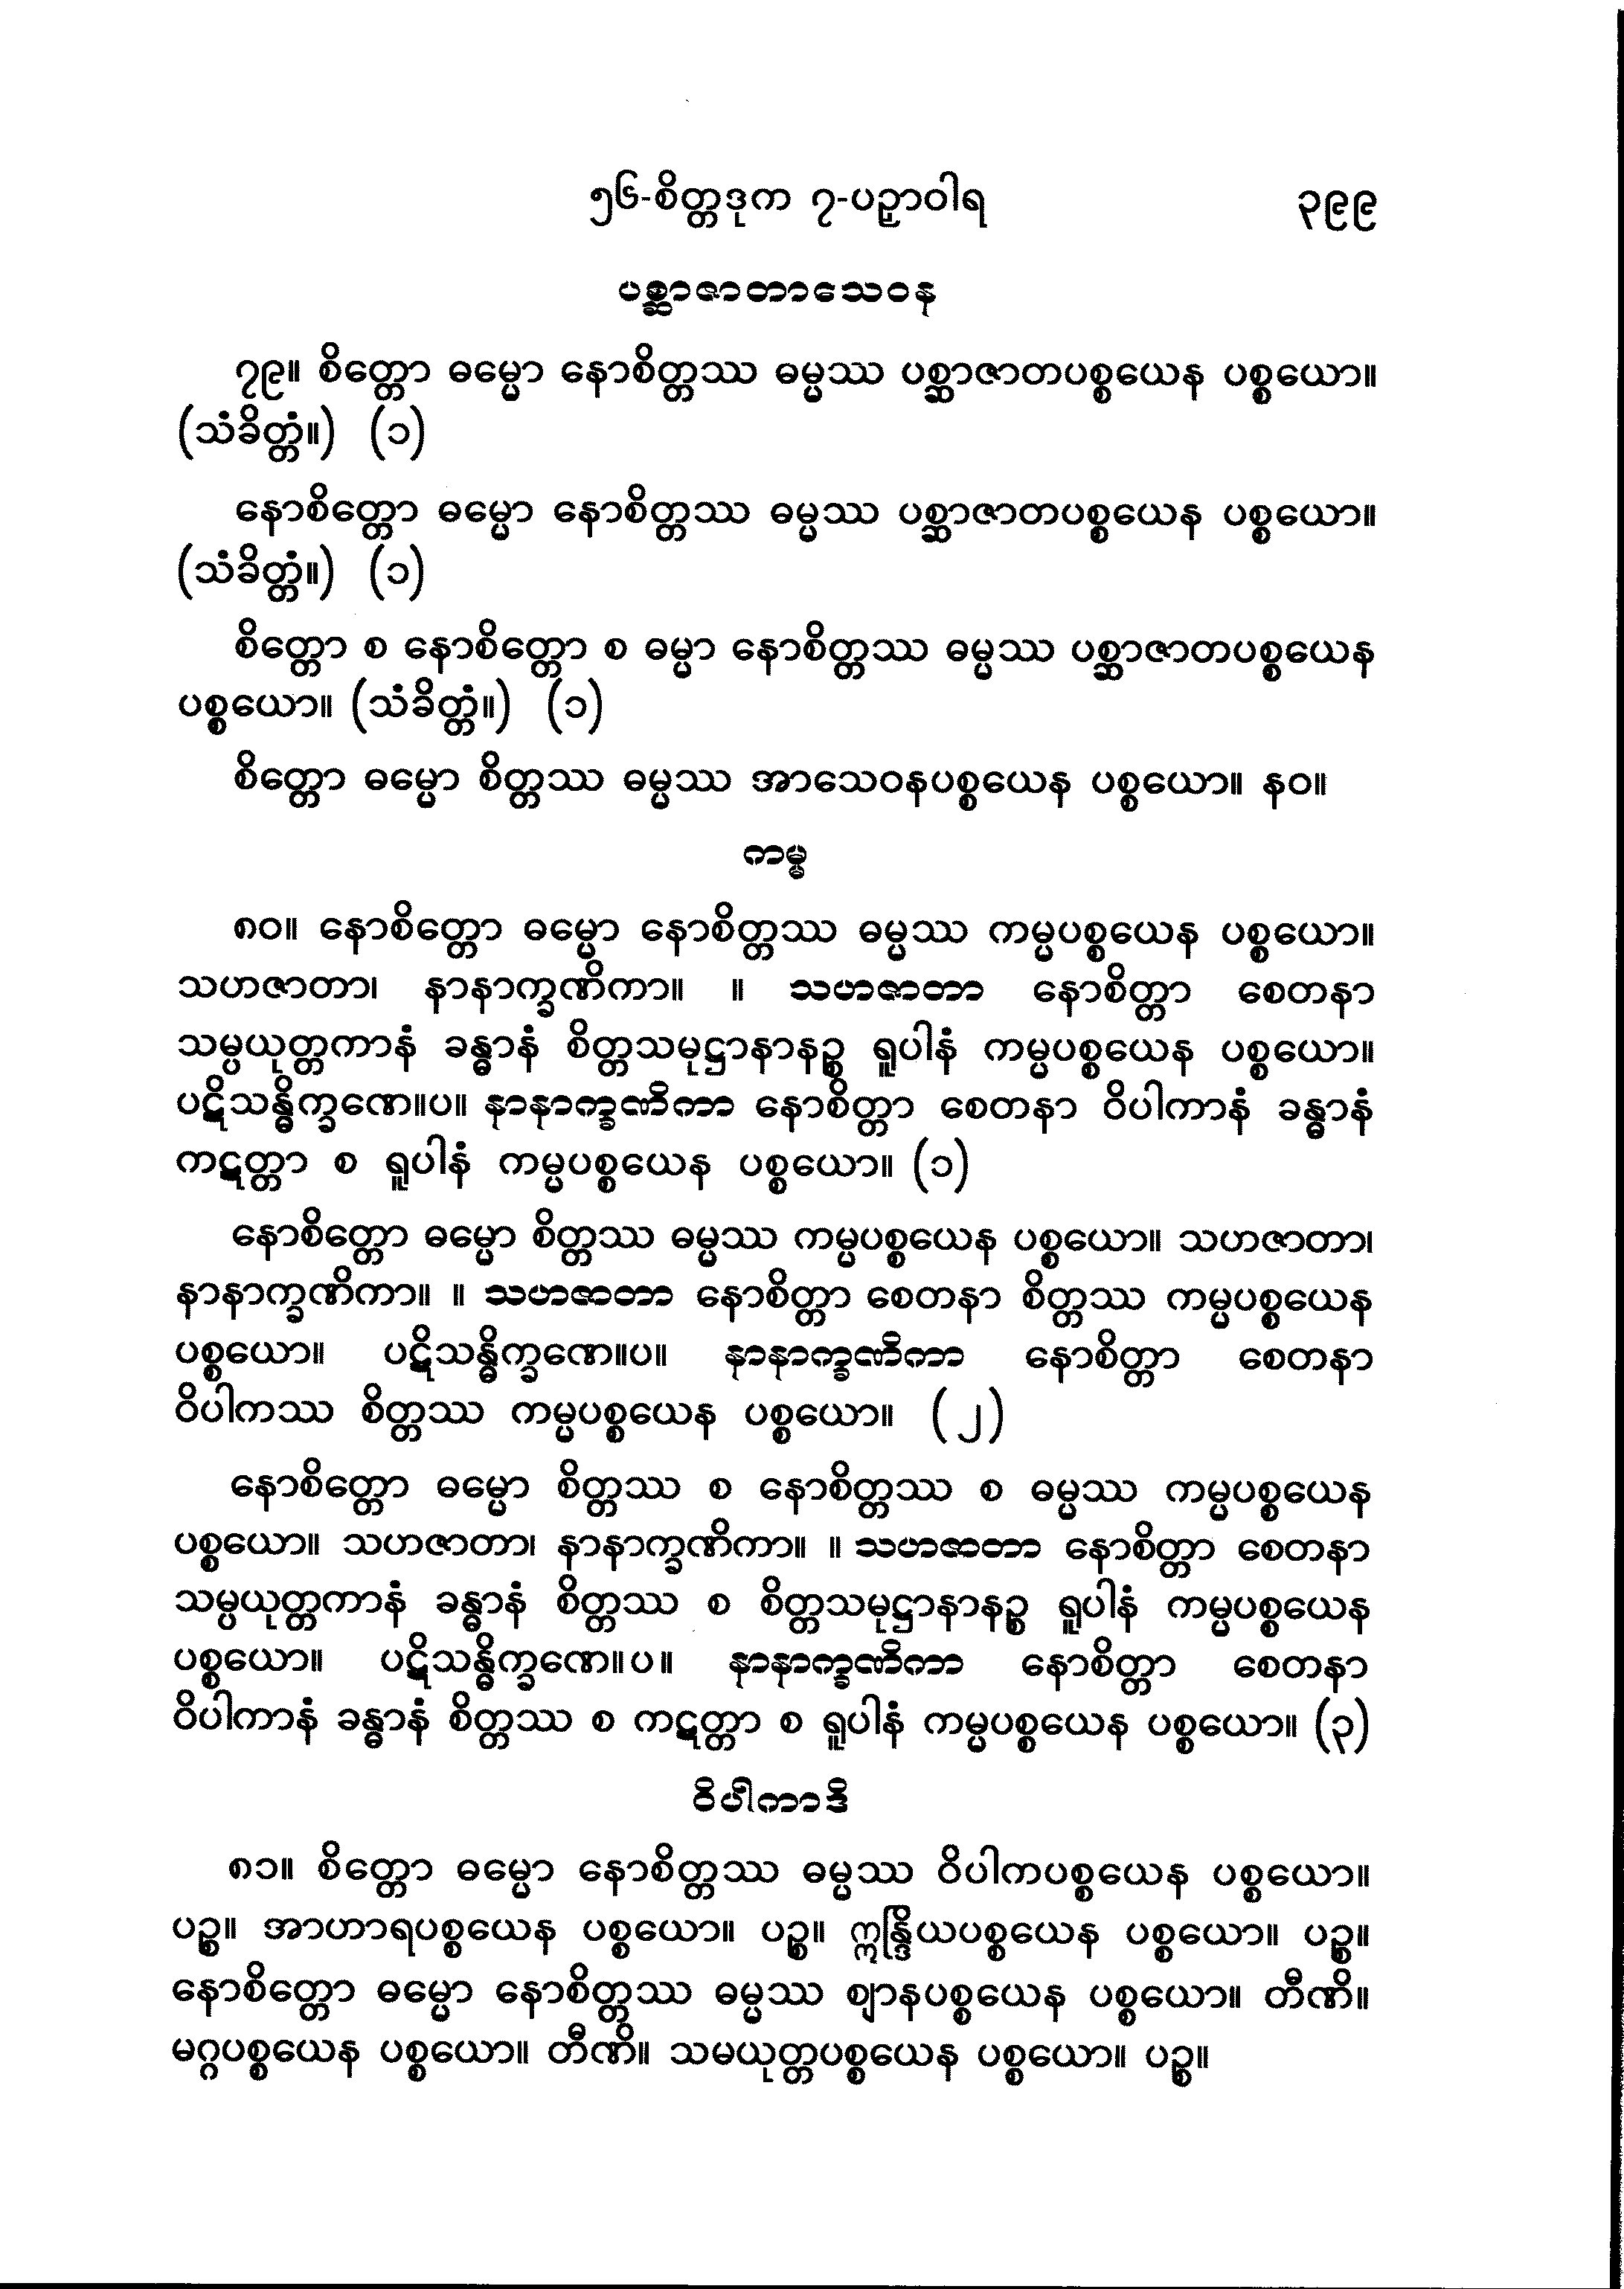 ၅၆-စိတ္တဒုက ၇-ပဉှာဝါရ ၃၉၉
ပစ္ဆာဇာတာသေဝန
၇၉။ စိတ္တော ဓမ္မော နောစိတ္တဿ ဓမ္မဿ ပစ္ဆာဇာတပစ္စယေန ပစ္စယော။
(သံခိတ္တံ။) (၁)
နောစိတ္တော ဓမ္မော နောစိတ္တဿ ဓမ္မဿ ပစ္ဆာဇာတပစ္စယေန ပစ္စယော။
(သံခိတ္တံ။) (၁)
စိတ္တော စ နောစိတ္တော စ ဓမ္မာ နောစိတ္တဿ ဓမ္မဿ ပစ္ဆာဇာတပစ္စယေန
ပစ္စယော။ (သံခိတ္တံ။) (၁)
စိတ္တော ဓမ္မော စိတ္တဿ ဓမ္မဿ အာသေဝနပစ္စယေန ပစ္စယော။ နဝ။
ကမ္မ
၈၀။ နောစိတ္တော ဓမ္မော နောစိတ္တဿ ဓမ္မဿ ကမ္မပစ္စယေန ပစ္စယော။
သဟဇာတာ၊ နာနာက္ခဏိကာ။ ။ သဟဇာတာ နောစိတ္တာ စေတနာ
သမ္ပယုတ္တကာနံ ခန္ဓာနံ စိတ္တသမုဋ္ဌာနာနဉ္စ ရူပါနံ ကမ္မပစ္စယေန ပစ္စယော။
ပဋိသန္ဓိက္ခဏေ။ပ။ နာနာက္ခဏိကာ နောစိတ္တာ စေတနာ ဝိပါကာနံ ခန္ဓာနံ
ကဋတ္တာ စ ရူပါနံ ကမ္မပစ္စယေန ပစ္စယော။ (၁)
နောစိတ္တော ဓမ္မော စိတ္တဿ ဓမ္မဿ ကမ္မပစ္စယေန ပစ္စယော။ သဟဇာတာ၊
နာနာက္ခဏိကာ။ ။ သဟဇာတာ နောစိတ္တာ စေတနာ စိတ္တဿ ကမ္မပစ္စယေန
ပစ္စယော။ ပဋိသန္ဓိက္ခဏေ။ပ။ နာနာက္ခဏိကာ နောစိတ္တာ စေတနာ
ဝိပါကဿ စိတ္တဿ ကမ္မပစ္စယေန ပစ္စယော။ (၂)
နောစိတ္တော ဓမ္မော စိတ္တဿ စ နောစိတ္တဿ စ ဓမ္မဿ ကမ္မပစ္စယေန
ပစ္စယော။ သဟဇာတာ၊ နာနာက္ခဏိကာ။ ။ သဟဇာတာ နောစိတ္တာ စေတနာ
သမ္ပယုတ္တကာနံ ခန္ဓာနံ စိတ္တဿ စ စိတ္တသမုဋ္ဌာနာနဉ္စ ရူပါနံ ကမ္မပစ္စယေန
ပစ္စယော။ ပဋိသန္ဓိက္ခဏေ။ပ။ နာနာက္ခဏိကာ နောစိတ္တာ စေတနာ
ဝိပါကာနံ ခန္ဓာနံ စိတ္တဿ စ ကဋတ္တာ စ ရူပါနံ ကမ္မပစ္စယေန ပစ္စယော။ (၃)
ဝိပါကာဒိ
၈၁။ စိတ္တော ဓမ္မော နောစိတ္တဿ ဓမ္မဿ ဝိပါကပစ္စယေန ပစ္စယော။
ပဉ္စ။ အာဟာရပစ္စယေန ပစ္စယော။ ပဉ္စ။ ဣန္ဒြိယပစ္စယေန ပစ္စယော။ ပဉ္စ။
နောစိတ္တော ဓမ္မော နောစိတ္တဿ ဓမ္မဿ ဈာနပစ္စယေန ပစ္စယော။ တီဏိ။
မဂ္ဂပစ္စယေန ပစ္စယော။ တီဏိ။ သမယုတ္တပစ္စယေန ပစ္စယော။ ပဉ္စ။